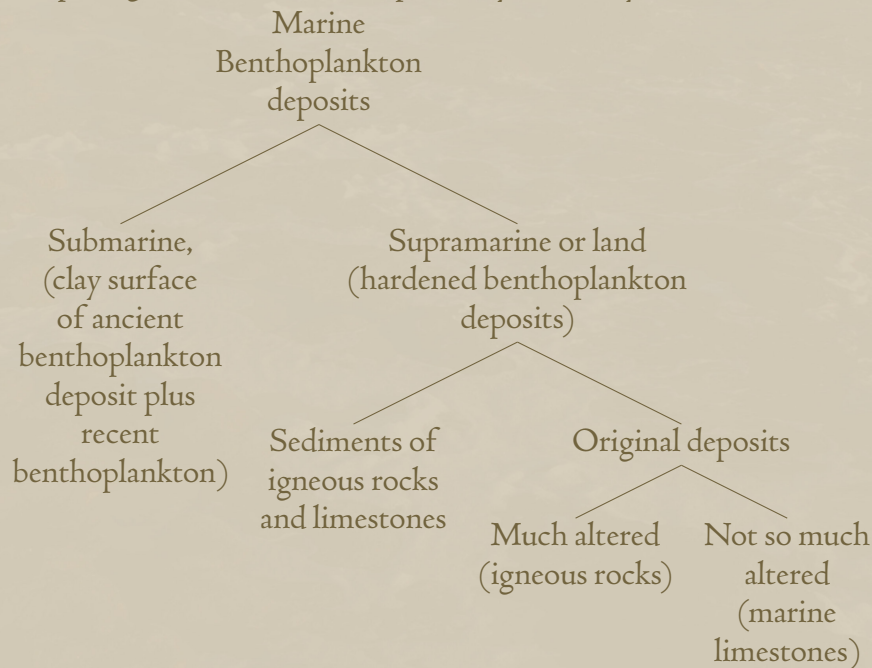 Marine
Benthoplankton
deposits
Submarine,
(clay surface
of ancient
benthoplankton
deposit plus
recent
benthoplankton)
Supramarine or land
(hardened benthoplankton
deposits)
Sediments of
igneous rocks
and limestones
Original deposits
Much altered
(igneous rocks)
Not so much
altered
(marine
limestones)